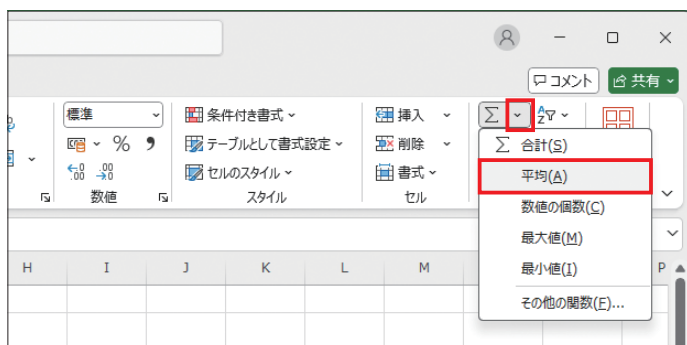 コメント
共有
標準
条件付き書式
挿入
Σ
% 9
テーブルとして書式設定
削除
Σ 合計(S)
.00 .00
セルのスタイル
書式
平均(A)
数値
スタイル
セル
数値の個数(C)
最大値(M)
H I J K L M P
最小値(I)
その他の関数(F)...